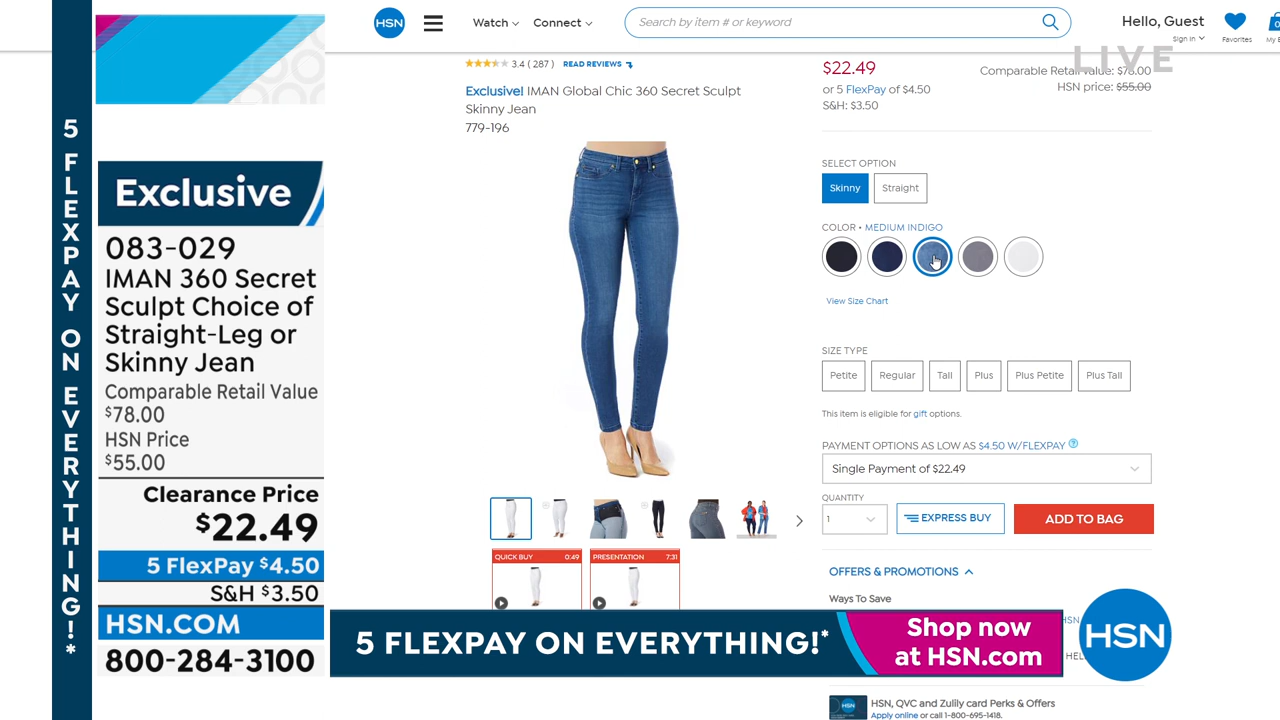 5 FLEXPAY ON EVERYTHING!*
Exclusive
083-029
IMAN 360 Secret
Sculpt Choice of
Straight-Leg or
Skinny Jean
Comparable Retail Value
$78.00
HSN Price
$55.00
Clearance Price
$22.49
5 FlexPay $4.50
S&H $3.50
HSN.COM
800-284-3100
HSN
Watch
Connect
Search by item # or keyword
Hello, Guest
Sign In
Favorites
My
0
LIVE
3.4 ( 287 )
READ REVIEWS
Exclusive! IMAN Global Chic 360 Secret Sculpt
Skinny Jean
779-196
$22.49
or 5 FlexPay of $4.50
S&H: $3.50
Comparable Retail Value: $78.00
HSN price: $55.00
SELECT OPTION
Skinny
Straight
COLOR • MEDIUM INDIGO
View Size Chart
SIZE TYPE
Petite
Regular
Tall
Plus
Plus Petite
Plus Tall
This item is eligible for gift options.
PAYMENT OPTIONS AS LOW AS $4.50 W/FLEXPAY ?
Single Payment of $22.49
QUANTITY
1
EXPRESS BUY
ADD TO BAG
QUICK BUY 0:49
PRESENTATION 7:31
OFFERS & PROMOTIONS
Ways To Save
HSN
HEL
5 FLEXPAY ON EVERYTHING!*
Shop now
at HSN.com
HSN
HSN
HSN, QVC and Zulily card Perks & Offers
Apply online or call 1-800-695-1418.